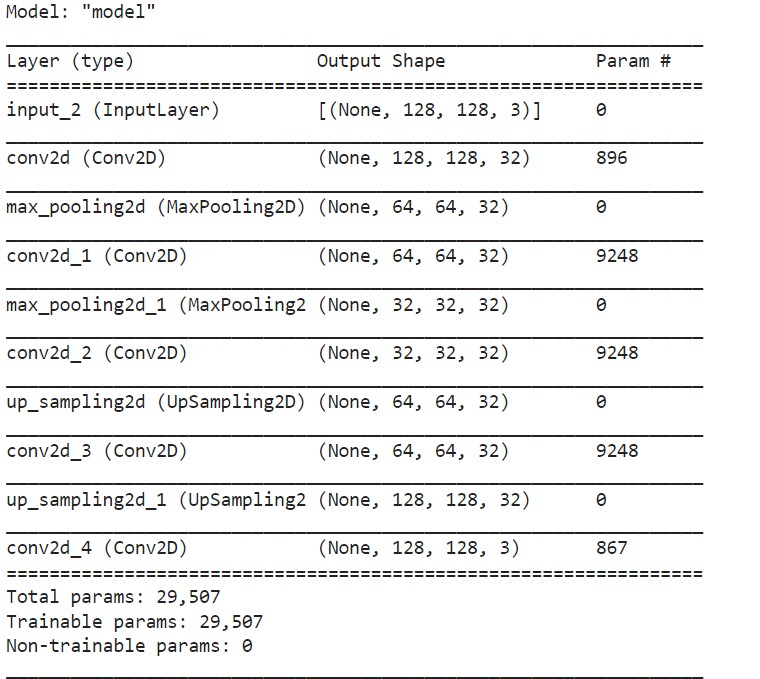 Model: "model"
Layer (type) Output Shape Param #
input_2 (InputLayer) [(None, 128, 128, 3)] 0
conv2d (Conv2D) (None, 128, 128, 32) 896
max_pooling2d (MaxPooling2D) (None, 64, 64, 32) 0
conv2d_1 (Conv2D) (None, 64, 64, 32) 9248
max_pooling2d_1 (MaxPooling2 (None, 32, 32, 32) 0
conv2d_2 (Conv2D) (None, 32, 32, 32) 9248
up_sampling2d (UpSampling2D) (None, 64, 64, 32) 0
conv2d_3 (Conv2D) (None, 64, 64, 32) 9248
up_sampling2d_1 (UpSampling2 (None, 128, 128, 32) 0
conv2d_4 (Conv2D) (None, 128, 128, 3) 867
Total params: 29,507
Trainable params: 29,507
Non-trainable params: 0